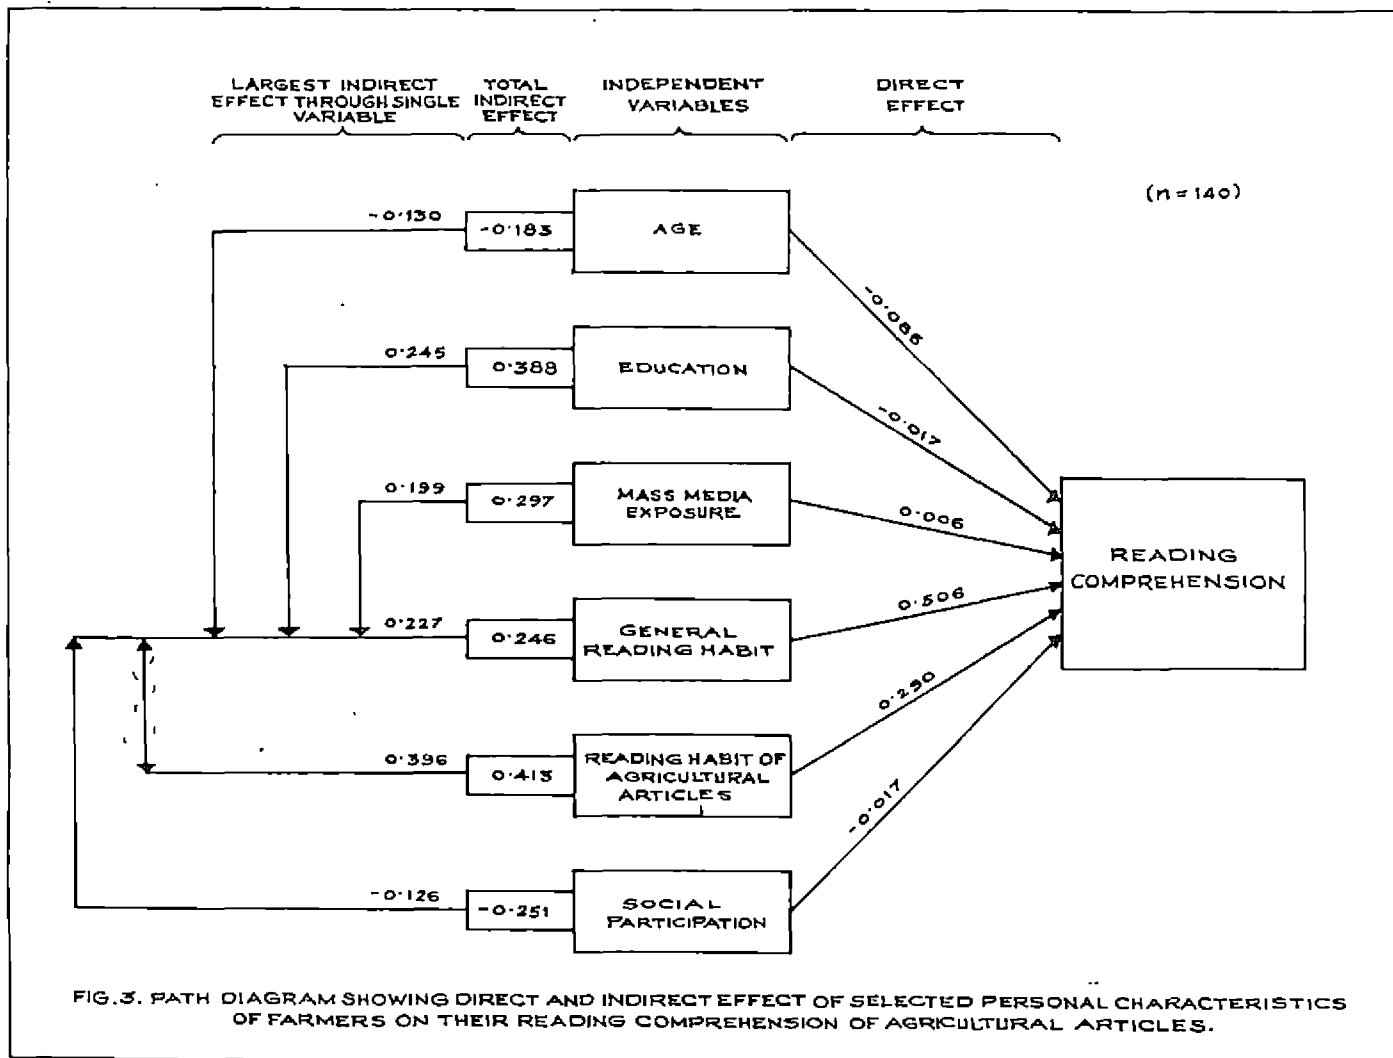 LARGEST INDIRECT
EFFECT THROUGH SINGLE
VARIABLE
TOTAL
INDIRECT
EFFECT
INDEPENDENT
VARIABLES
DIRECT
EFFECT
(n=140)
-0·130
-0·183
AGE
-0·086
0·245
0·388
EDUCATION
-0·017
0·199
0·297
MASS MEDIA
EXPOSURE
0·006
READING
COMPREHENSION
0·227
0·246
GENERAL
READING HABIT
0·506
0·396
0·413
READING HABIT OF
AGRICULTURAL
ARTICLES
0·290
-0·126
-0·251
SOCIAL
PARTICIPATION
-0·017
FIG.3. PATH DIAGRAM SHOWING DIRECT AND INDIRECT EFFECT OF SELECTED PERSONAL CHARACTERISTICS
OF FARMERS ON THEIR READING COMPREHENSION OF AGRICULTURAL ARTICLES.